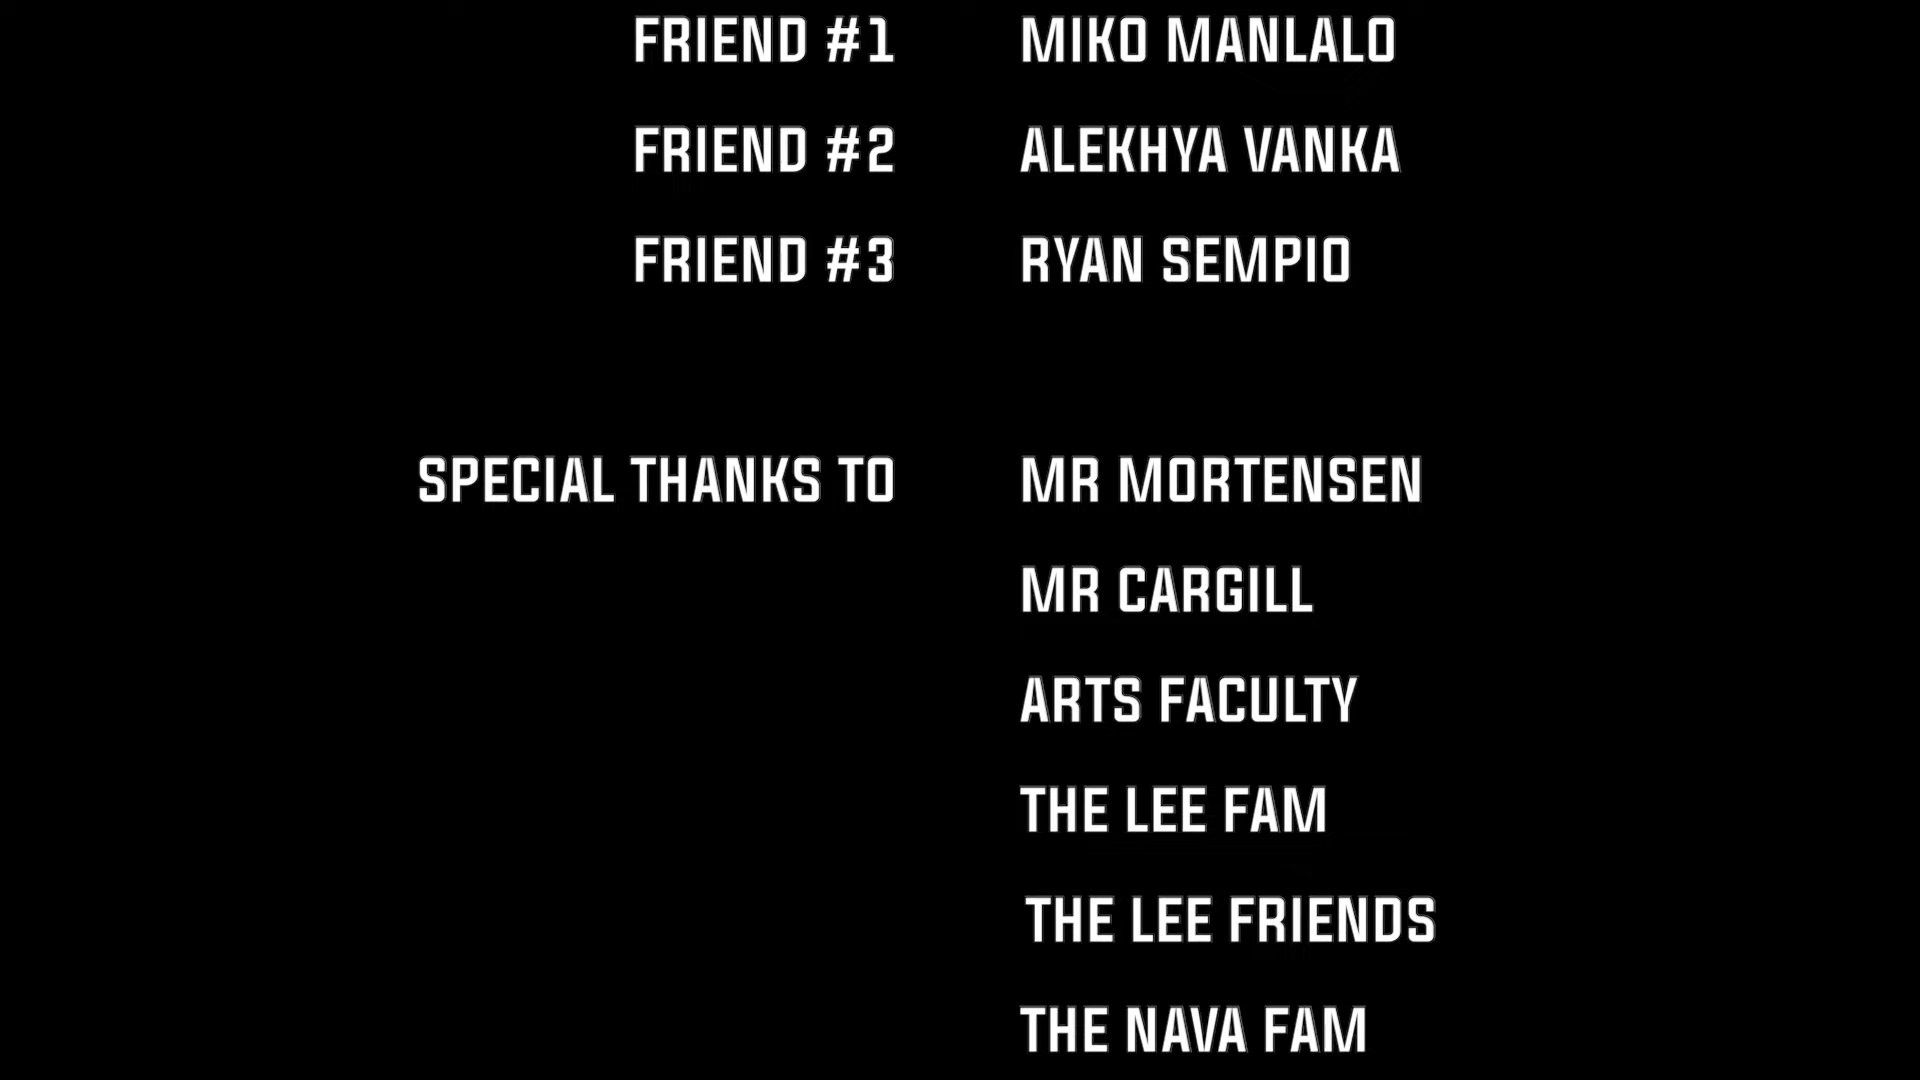 FRIEND #1 MIKO MANLALO
FRIEND #2 ALEKHYA VANKA
FRIEND #3 RYAN SEMPIO
SPECIAL THANKS TO MR MORTENSEN
MR CARGILL
ARTS FACULTY
THE LEE FAM
THE LEE FRIENDS
THE NAVA FAM